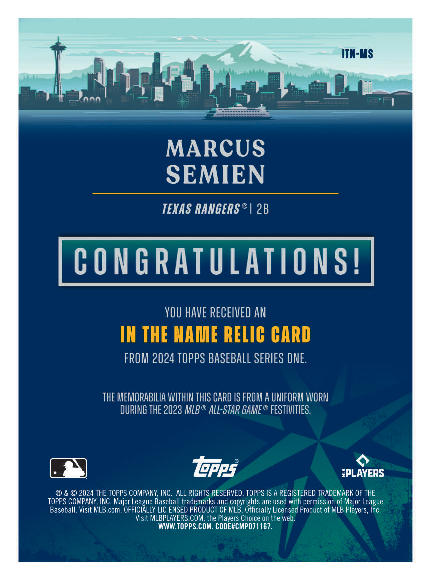 ITN-MS
MARCUS
SEMIEN
TEXAS RANGERS® | 2B
CONGRATULATIONS!
YOU HAVE RECEIVED AN
IN THE NAME RELIC CARD
FROM 2024 TOPPS BASEBALL SERIES ONE.
THE MEMORABILIA WITHIN THIS CARD IS FROM A UNIFORM WORN
DURING THE 2023 MLB® ALL-STAR GAME® FESTIVITIES.
topps®
MLB PLAYERS
® & © 2024 THE TOPPS COMPANY, INC. ALL RIGHTS RESERVED. TOPPS IS A REGISTERED TRADEMARK OF THE
TOPPS COMPANY, INC. Major League Baseball trademarks and copyrights are used with permission of Major League
Baseball. Visit MLB.com. OFFICIALLY LICENSED PRODUCT OF MLB Players, Inc.
Visit MLBPLAYERS.COM, the Players Choice on the web.
WWW.TOPPS.COM. CODE#CMP071167.